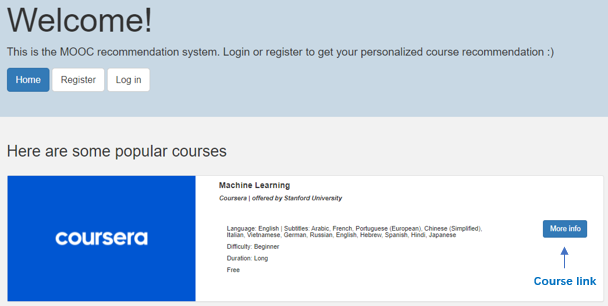 Welcome!
This is the MOOC recommendation system. Login or register to get your personalized course recommendation :)
Home
Register
Log in
Here are some popular courses
coursera
Machine Learning
Coursera | offered by Stanford University
Language: English | Subtitles: Arabic, French, Portuguese (European), Chinese (Simplified),
Italian, Vietnamese, German, Russian, English, Hebrew, Spanish, Hindi, Japanese
Difficulty: Beginner
Duration: Long
Free
More info
Course link